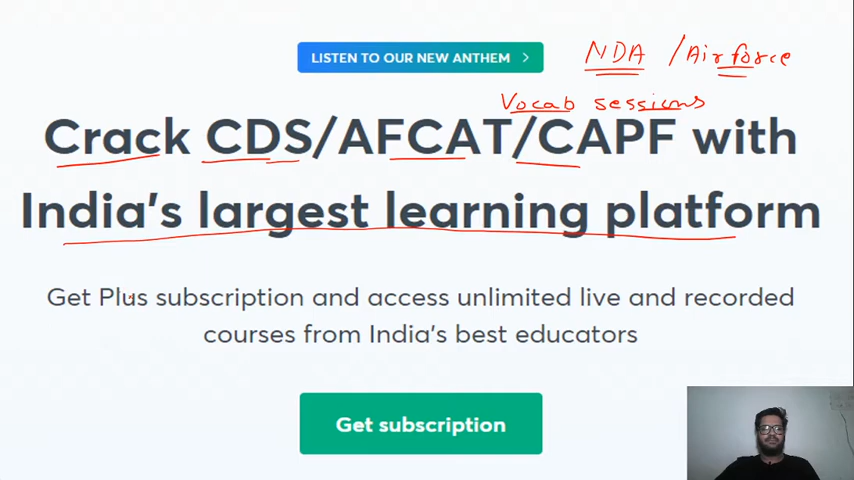 LISTEN TO OUR NEW ANTHEM >
NDA /Airforce
Vocab sessions
Crack CDS/AFCAT/CAPF with
India's largest learning platform
Get Plus subscription and access unlimited live and recorded
courses from India's best educators
Get subscription